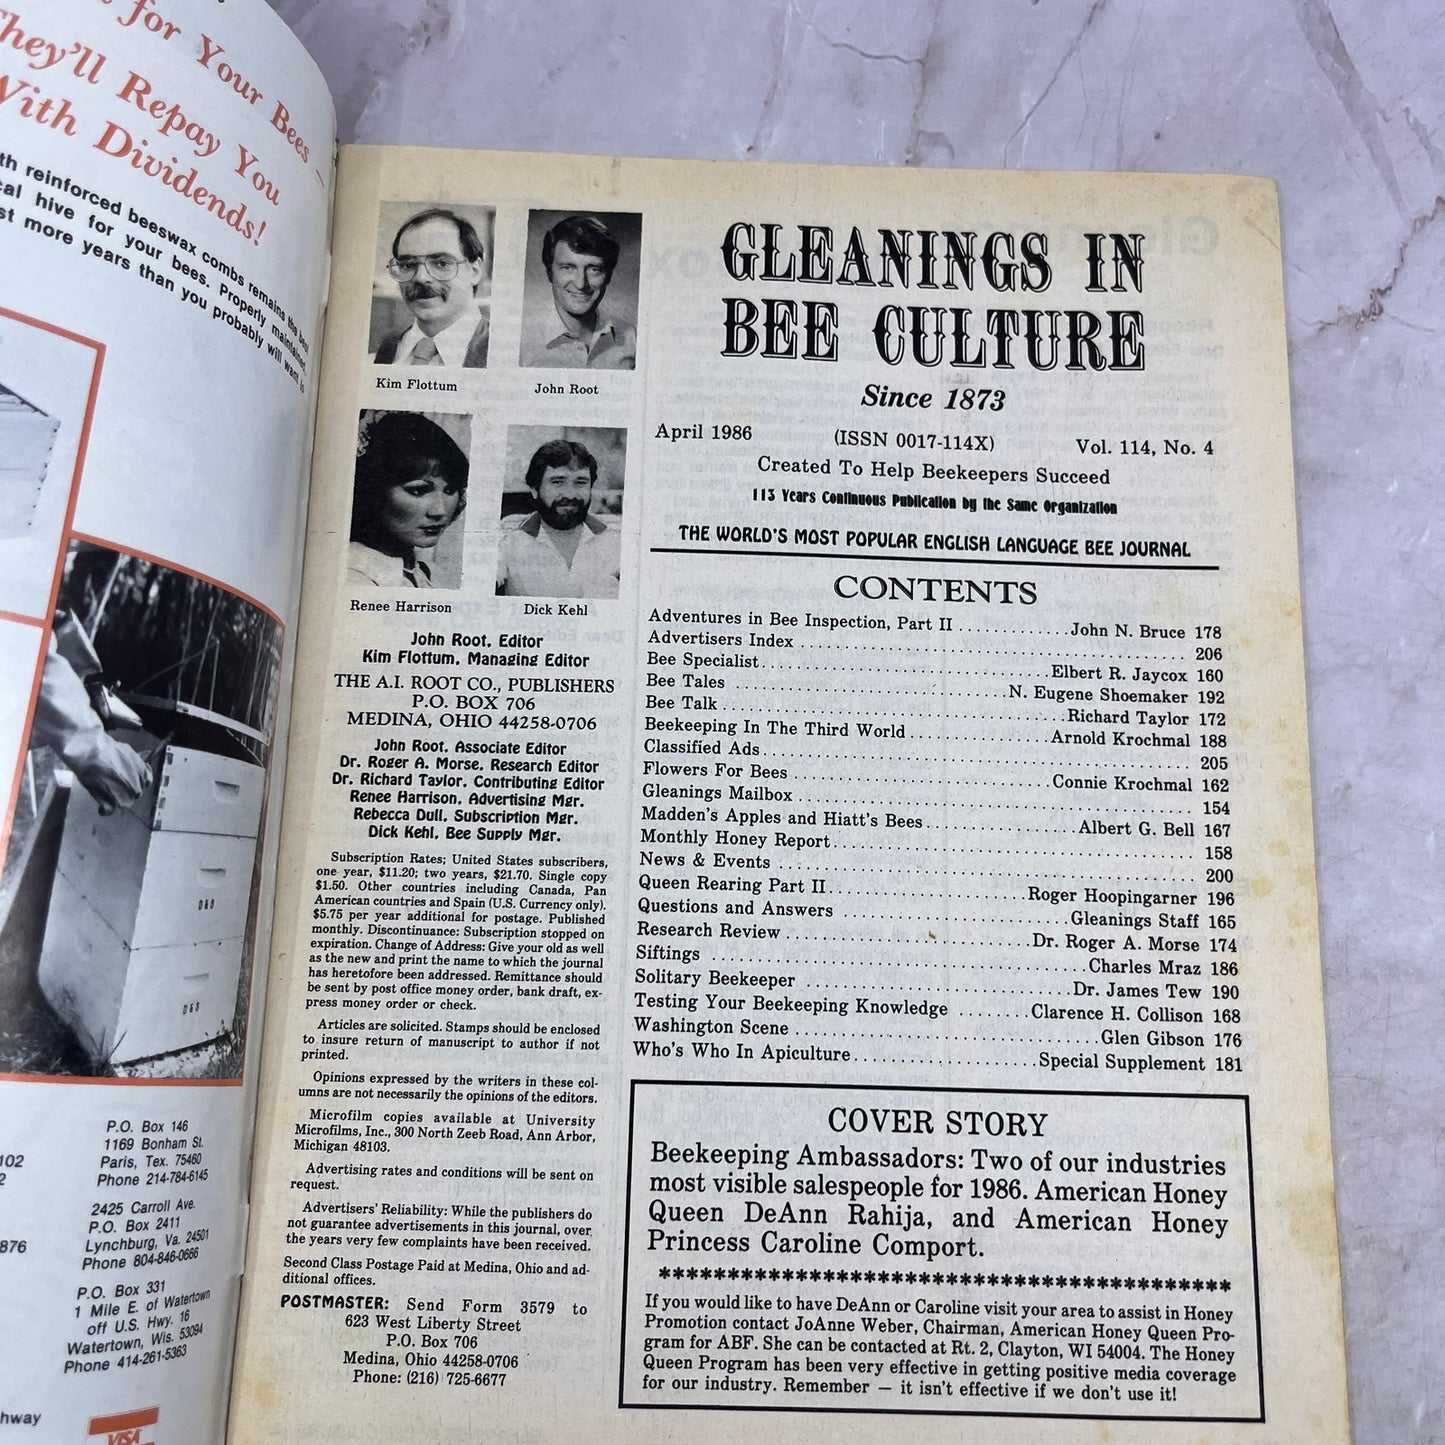 for Your Bees —
They'll Repay You
With Dividends!
th reinforced beeswax combs remains the best
cal hive for your bees. Properly maintained,
st more years than you probably will want to
D&B
D&B
P.O. Box 146
1169 Bonham St.
Paris, Tex. 75460
Phone 214-784-6145
2425 Carroll Ave.
P.O. Box 2411
Lynchburg, Va. 24501
Phone 804-846-0666
P.O. Box 331
1 Mile E. of Watertown
off U.S. Hwy. 16
Watertown, Wis. 53094
Phone 414-261-5363
102
2
876
hway
VISA
Kim Flottum
John Root
Renee Harrison
Dick Kehl
John Root, Editor
Kim Flottum, Managing Editor
THE A.I. ROOT CO., PUBLISHERS
P.O. BOX 706
MEDINA, OHIO 44258-0706
John Root, Associate Editor
Dr. Roger A. Morse, Research Editor
Dr. Richard Taylor, Contributing Editor
Renee Harrison, Advertising Mgr.
Rebecca Dull, Subscription Mgr.
Dick Kehl, Bee Supply Mgr.
Subscription Rates; United States subscribers,
one year, $11.20; two years, $21.70. Single copy
$1.50. Other countries including Canada, Pan
American countries and Spain (U.S. Currency only),
$5.75 per year additional for postage. Published
monthly. Discontinuance: Subscription stopped on
expiration. Change of Address: Give your old as well
as the new and print the name to which the journal
has heretofore been addressed. Remittance should
be sent by post office money order, bank draft, ex-
press money order or check.
Articles are solicited. Stamps should be enclosed
to insure return of manuscript to author if not
printed.
Opinions expressed by the writers in these col-
umns are not necessarily the opinions of the editors.
Microfilm copies available at University
Microfilms, Inc., 300 North Zeeb Road, Ann Arbor,
Michigan 48103.
Advertising rates and conditions will be sent on
request.
Advertisers' Reliability: While the publishers do
not guarantee advertisements in this journal, over
the years very few complaints have been received.
Second Class Postage Paid at Medina, Ohio and ad-
ditional offices.
POSTMASTER: Send Form 3579 to
623 West Liberty Street
P.O. Box 706
Medina, Ohio 44258-0706
Phone: (216) 725-6677
GLEANINGS IN
BEE CULTURE
Since 1873
April 1986 (ISSN 0017-114X) Vol. 114, No. 4
Created To Help Beekeepers Succeed
113 Years Continuous Publication by the Same Organization
THE WORLD'S MOST POPULAR ENGLISH LANGUAGE BEE JOURNAL
CONTENTS
Adventures in Bee Inspection, Part II . . . . . . . . . . . . John N. Bruce 178
Advertisers Index . . . . . . . . . . . . 206
Bee Specialist . . . . . . . . . . . . Elbert R. Jaycox 160
Bee Tales . . . . . . . . . . . . N. Eugene Shoemaker 192
Bee Talk . . . . . . . . . . . . Richard Taylor 172
Beekeeping In The Third World . . . . . . . . . . . . Arnold Krochmal 188
Classified Ads . . . . . . . . . . . . 205
Flowers For Bees . . . . . . . . . . . . Connie Krochmal 162
Gleanings Mailbox . . . . . . . . . . . . 154
Madden's Apples and Hiatt's Bees . . . . . . . . . . . . Albert G. Bell 167
Monthly Honey Report . . . . . . . . . . . . 158
News & Events . . . . . . . . . . . . 200
Queen Rearing Part II . . . . . . . . . . . . Roger Hoopingarner 196
Questions and Answers . . . . . . . . . . . . Gleanings Staff 165
Research Review . . . . . . . . . . . . Dr. Roger A. Morse 174
Siftings . . . . . . . . . . . . Charles Mraz 186
Solitary Beekeeper . . . . . . . . . . . . Dr. James Tew 190
Testing Your Beekeeping Knowledge . . . . . . . . Clarence H. Collison 168
Washington Scene . . . . . . . . . . . . Glen Gibson 176
Who's Who In Apiculture . . . . . . . . . . . . Special Supplement 181
COVER STORY
Beekeeping Ambassadors: Two of our industries
most visible salespeople for 1986. American Honey
Queen DeAnn Rahija, and American Honey
Princess Caroline Comport.
******************************************
If you would like to have DeAnn or Caroline visit your area to assist in Honey
Promotion contact JoAnne Weber, Chairman, American Honey Queen Pro-
gram for ABF. She can be contacted at Rt. 2, Clayton, WI 54004. The Honey
Queen Program has been very effective in getting positive media coverage
for our industry. Remember — it isn't effective if we don't use it!